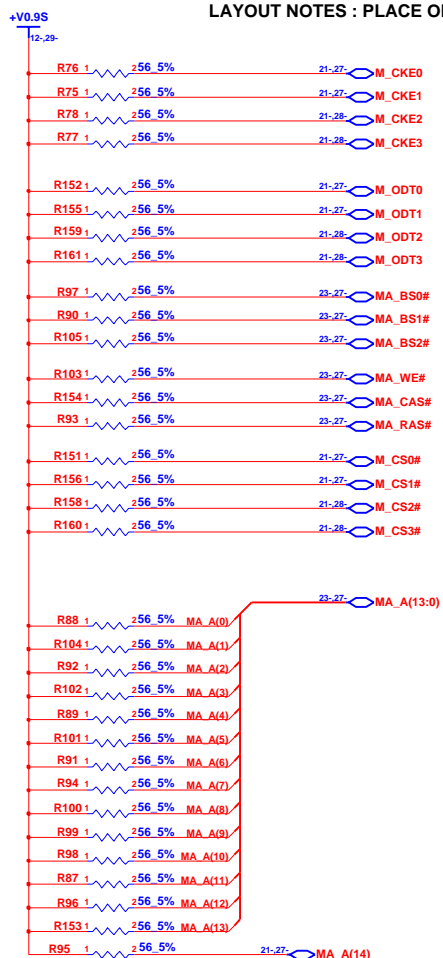 LAYOUT NOTES : PLACE O
+V0.9S
12-,29-
R76 1 2 56_5% 21-,27- M_CKE0
R75 1 2 56_5% 21-,27- M_CKE1
R78 1 2 56_5% 21-,28- M_CKE2
R77 1 2 56_5% 21-,28- M_CKE3
R152 1 2 56_5% 21-,27- M_ODT0
R155 1 2 56_5% 21-,27- M_ODT1
R159 1 2 56_5% 21-,28- M_ODT2
R161 1 2 56_5% 21-,28- M_ODT3
R97 1 2 56_5% 23-,27- MA_BS0#
R90 1 2 56_5% 23-,27- MA_BS1#
R105 1 2 56_5% 23-,27- MA_BS2#
R103 1 2 56_5% 23-,27- MA_WE#
R154 1 2 56_5% 23-,27- MA_CAS#
R93 1 2 56_5% 23-,27- MA_RAS#
R151 1 2 56_5% 21-,27- M_CS0#
R156 1 2 56_5% 21-,27- M_CS1#
R158 1 2 56_5% 21-,28- M_CS2#
R160 1 2 56_5% 21-,28- M_CS3#
23-,27- MA_A(13:0)
R88 1 2 56_5% MA_A(0)
R104 1 2 56_5% MA_A(1)
R92 1 2 56_5% MA_A(2)
R102 1 2 56_5% MA_A(3)
R89 1 2 56_5% MA_A(4)
R101 1 2 56_5% MA_A(5)
R91 1 2 56_5% MA_A(6)
R94 1 2 56_5% MA_A(7)
R100 1 2 56_5% MA_A(8)
R99 1 2 56_5% MA_A(9)
R98 1 2 56_5% MA_A(10)
R87 1 2 56_5% MA_A(11)
R96 1 2 56_5% MA_A(12)
R153 1 2 56_5% MA_A(13)
R95 1 2 56_5% 21-,27- MA_A(14)